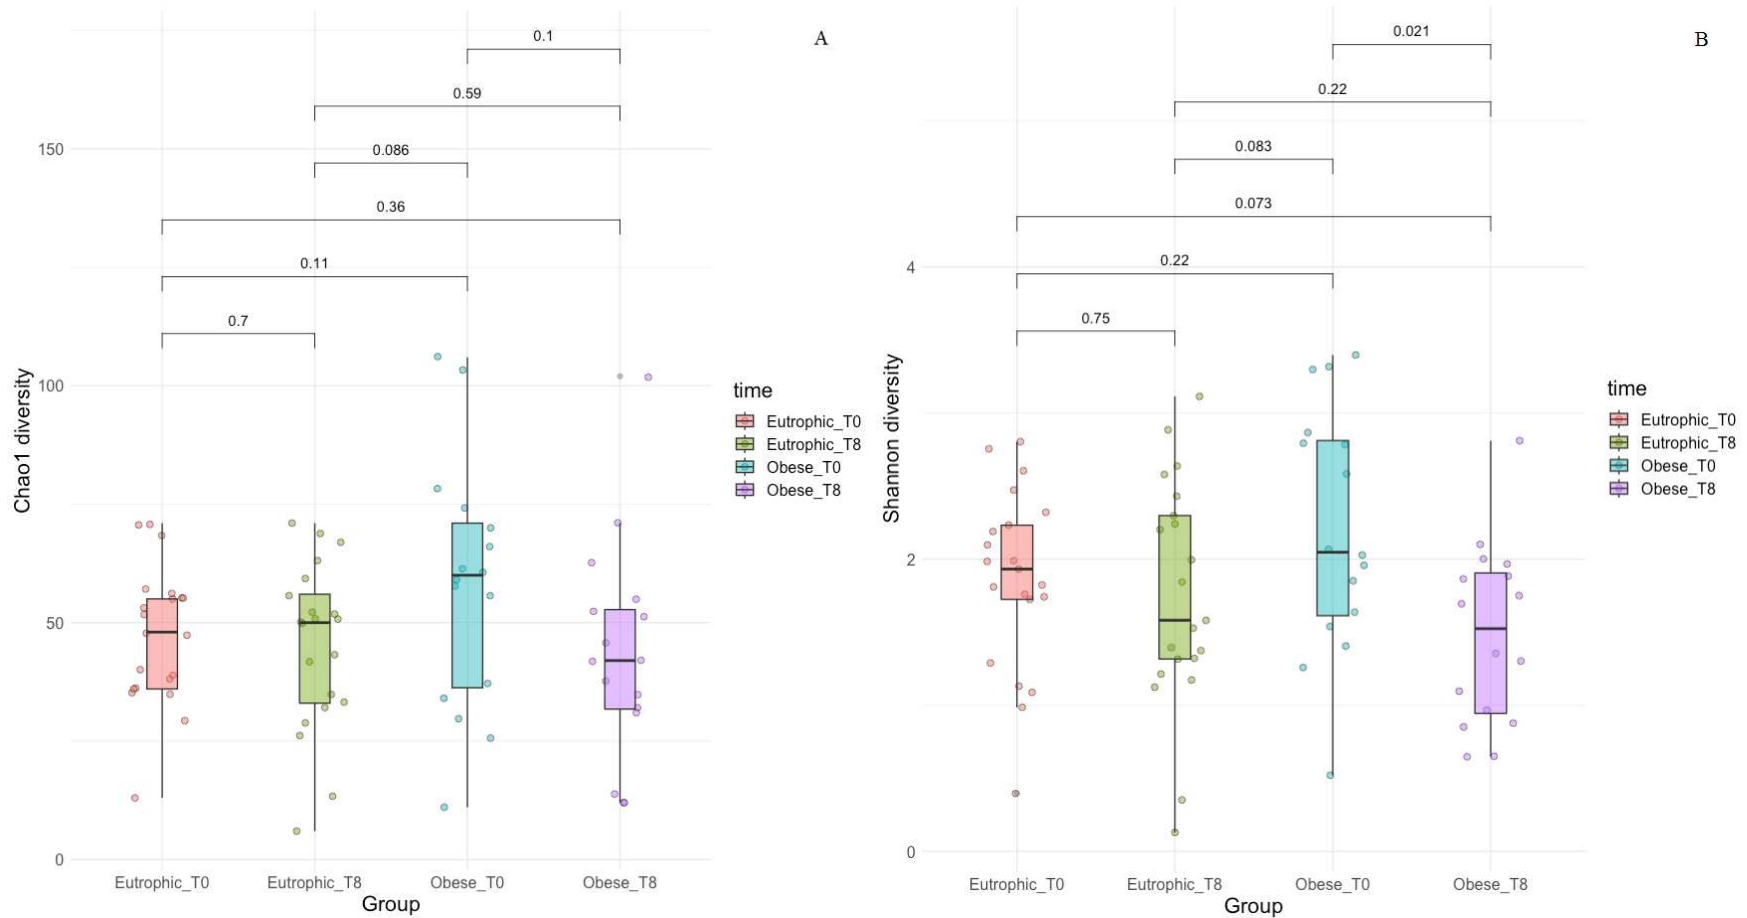 A
0.1
0.59
0.086
0.36
0.11
0.7
150
100
50
0
Chao1 diversity
Eutrophic_T0
Eutrophic_T8
Obese_T0
Obese_T8
Group
time
Eutrophic_T0
Eutrophic_T8
Obese_T0
Obese_T8
B
0.021
0.22
0.083
0.073
0.22
0.75
4
2
0
Shannon diversity
Eutrophic_T0
Eutrophic_T8
Obese_T0
Obese_T8
Group
time
Eutrophic_T0
Eutrophic_T8
Obese_T0
Obese_T8